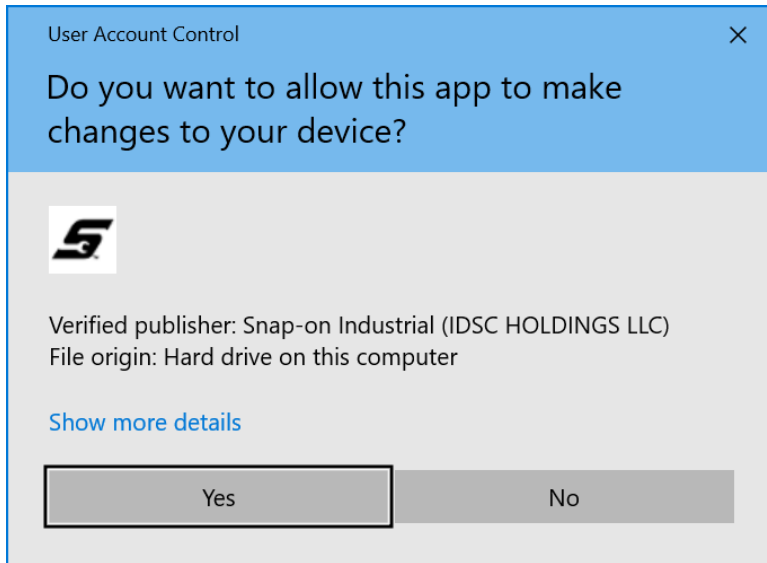 User Account Control
Do you want to allow this app to make
changes to your device?
Verified publisher: Snap-on Industrial (IDSC HOLDINGS LLC)
File origin: Hard drive on this computer
Show more details
Yes
No